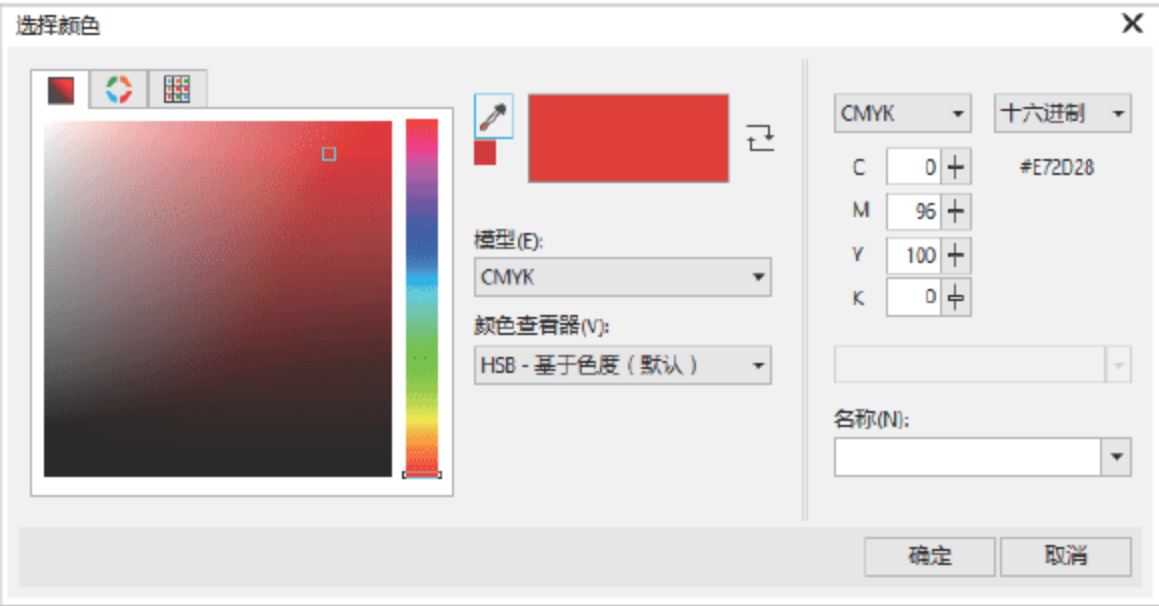 选择颜色
CMYK
十六进制
C
0
#E72D28
M
96
Y
100
K
0
模型(E):
CMYK
颜色查看器(V):
HSB - 基于色度（默认）
名称(N):
确定
取消